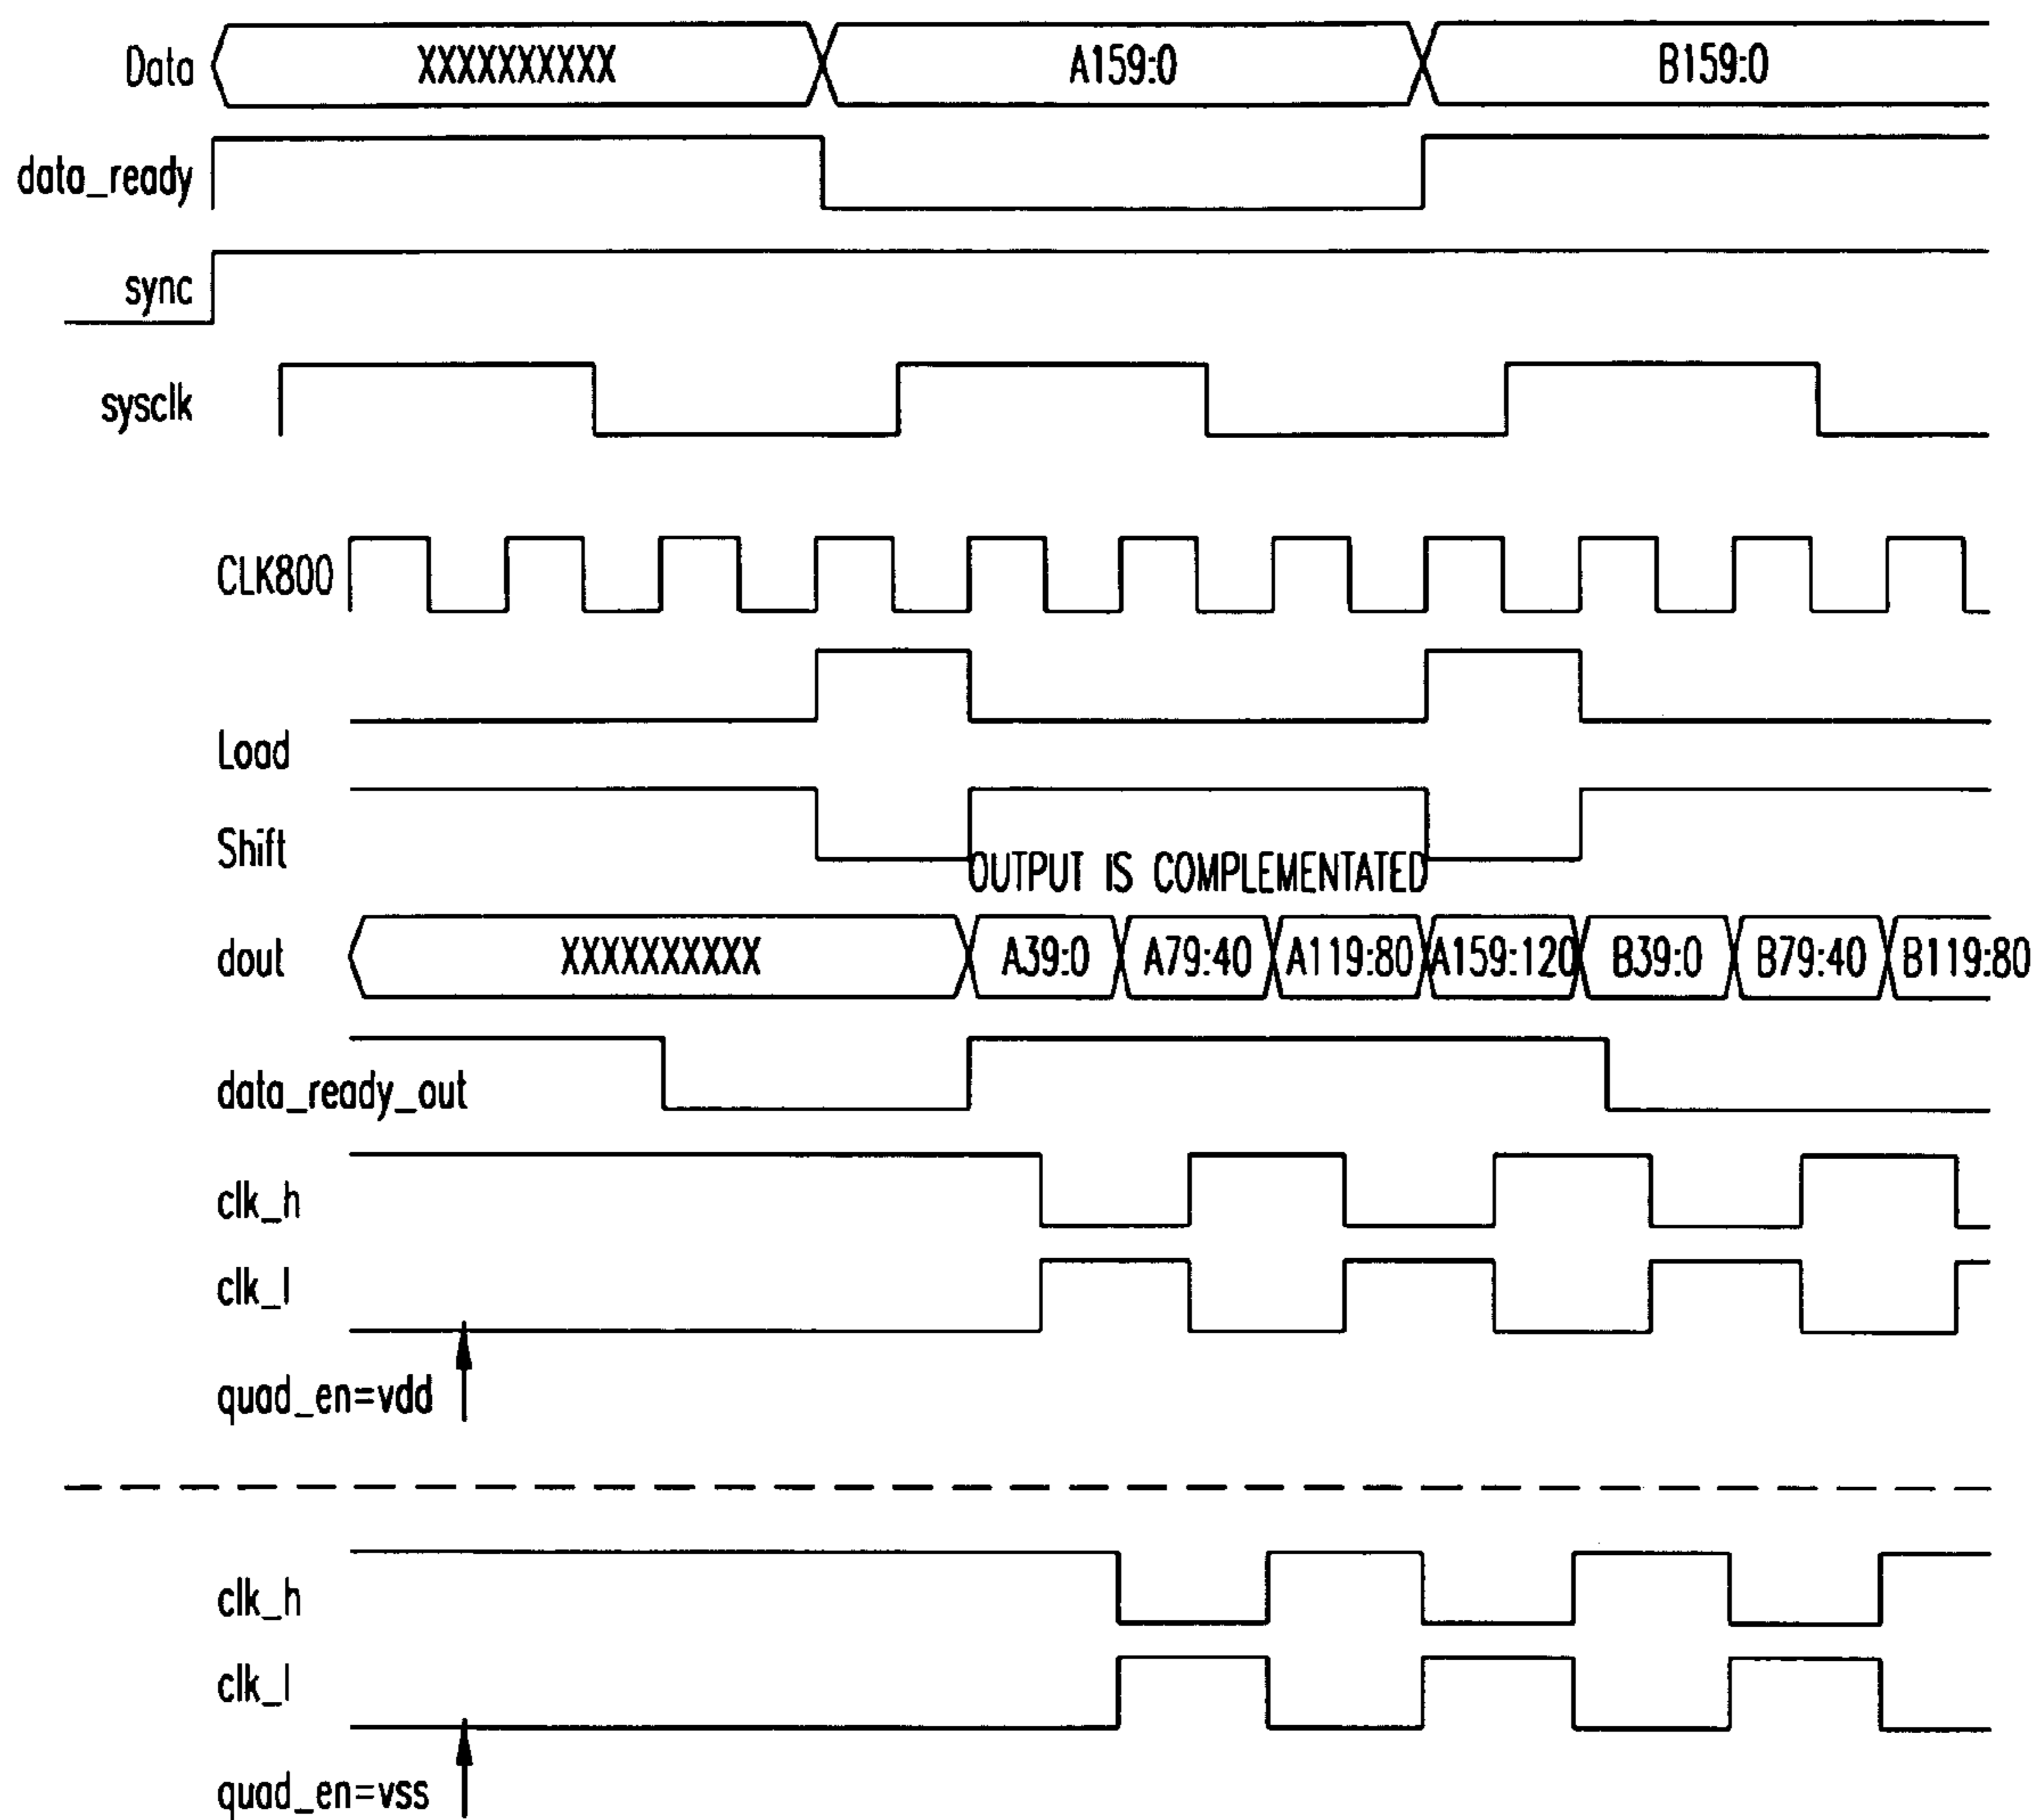 Data XXXXXXXXXX A159:0 B159:0
data_ready
sync
sysclk
CLK800
Load
Shift
OUTPUT IS COMPLEMENTATED
dout XXXXXXXXXX A39:0 A79:40 A119:80 A159:120 B39:0 B79:40 B119:80
data_ready_out
clk_h
clk_l
quad_en=vdd
clk_h
clk_l
quad_en=vss